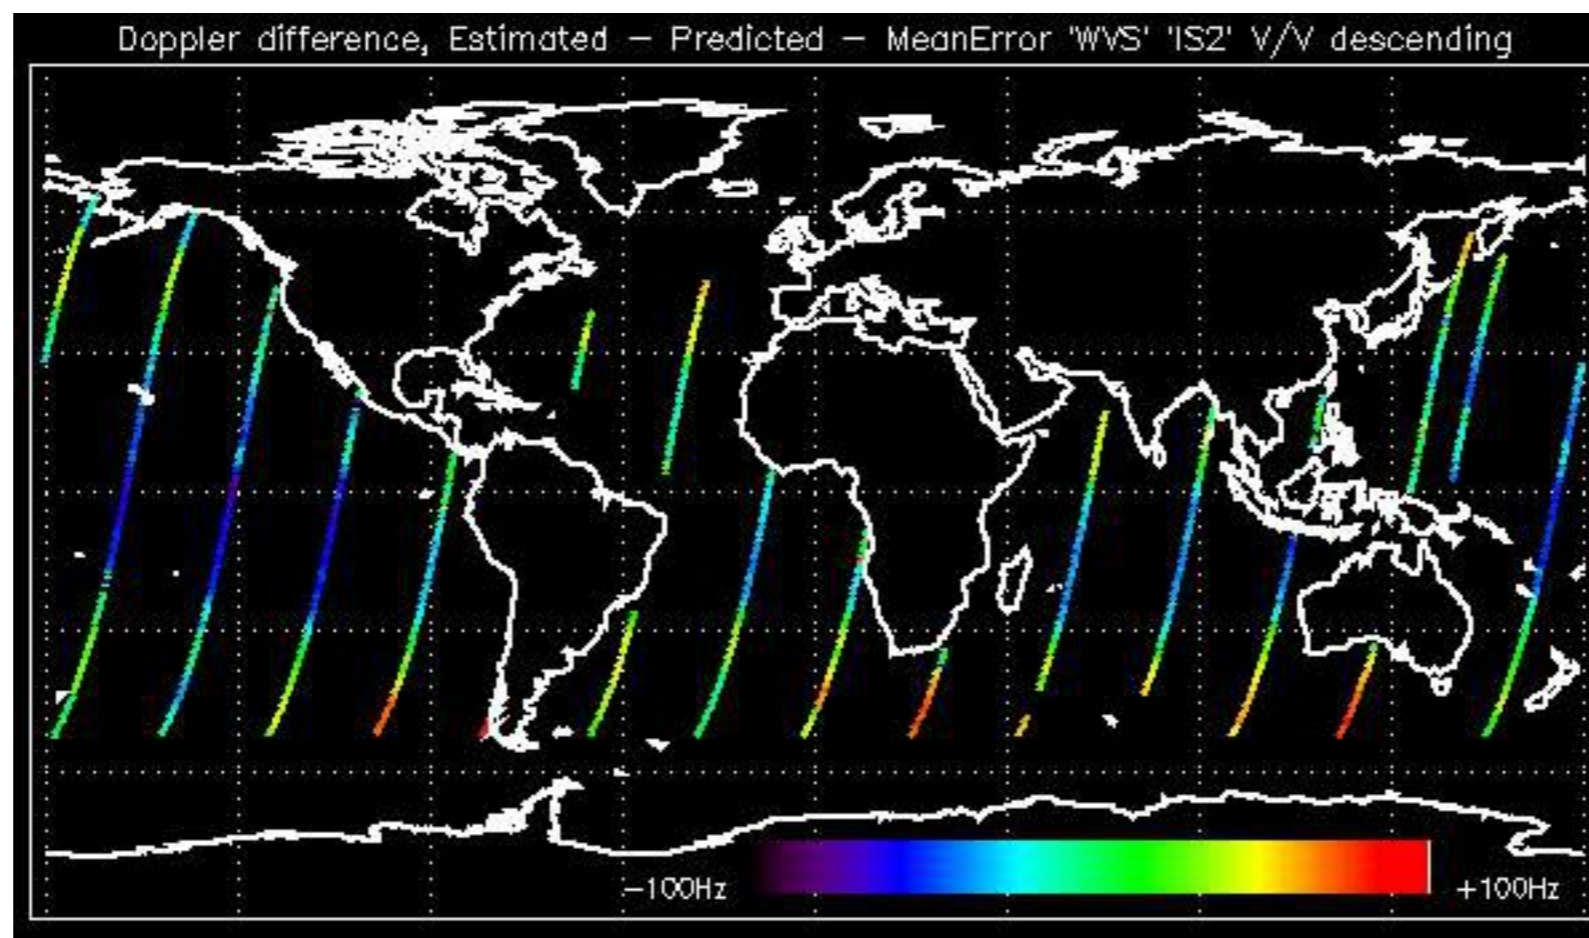 Doppler difference, Estimated – Predicted – MeanError 'WVS' 'IS2' V/V descending
−100Hz
+100Hz